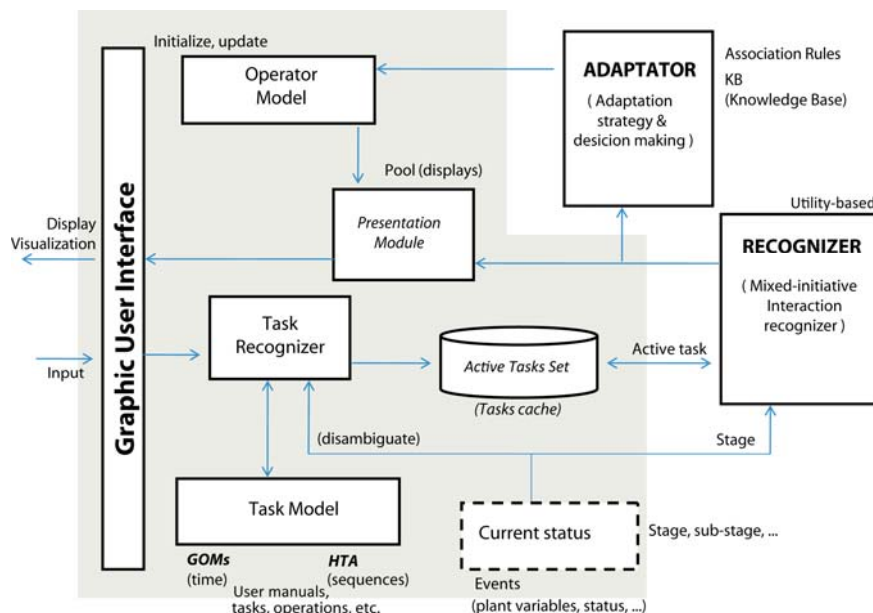 Initialize, update
Operator
Model
ADAPTATOR
( Adaptation
strategy &
desicion making )
Association Rules
KB
(Knowledge Base)
Pool (displays)
Utility-based
Display
Visualization
Graphic User Interface
Presentation
Module
RECOGNIZER
( Mixed-initiative
Interaction
recognizer )
Input
Task
Recognizer
Active Tasks Set
(Tasks cache)
Active task
(disambiguate)
Stage
Task Model
GOMs
(time)
HTA
(sequences)
User manuals,
tasks, operations, etc.
Current status
Stage, sub-stage, ...
Events
(plant variables, status, ...)